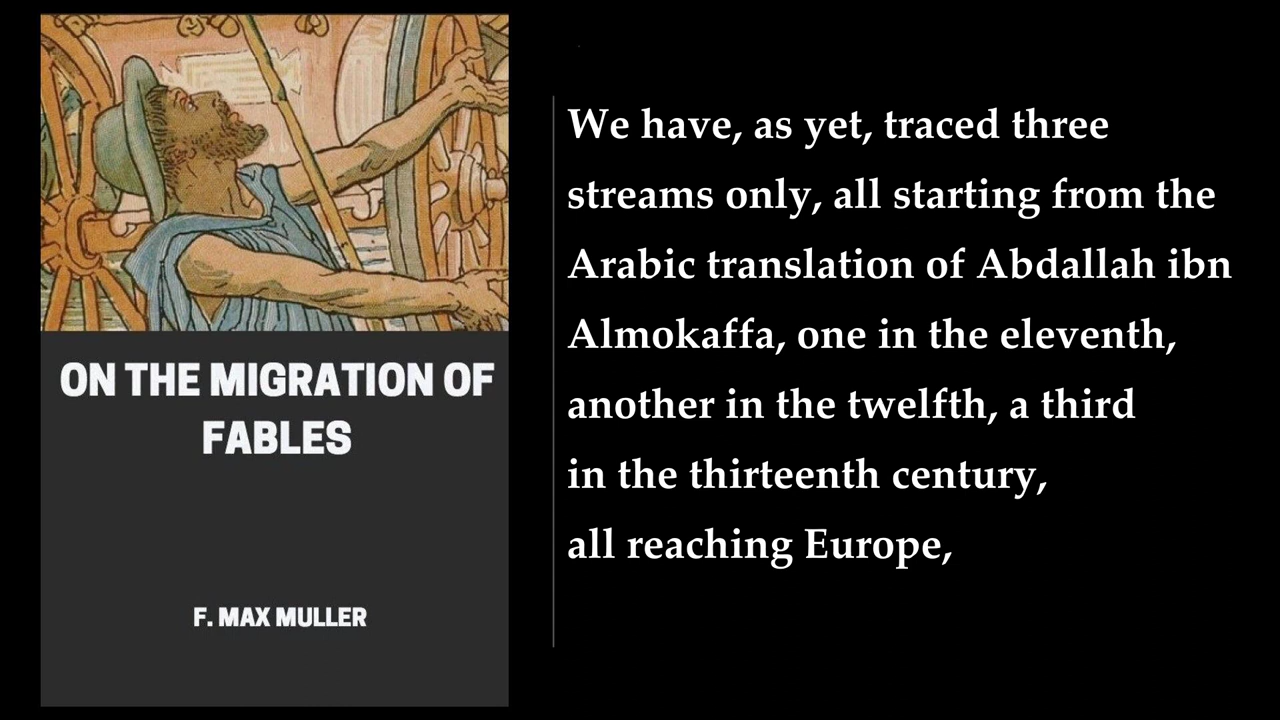 ON THE MIGRATION OF
FABLES
F. MAX MULLER
We have, as yet, traced three
streams only, all starting from the
Arabic translation of Abdallah ibn
Almokaffa, one in the eleventh,
another in the twelfth, a third
in the thirteenth century,
all reaching Europe,